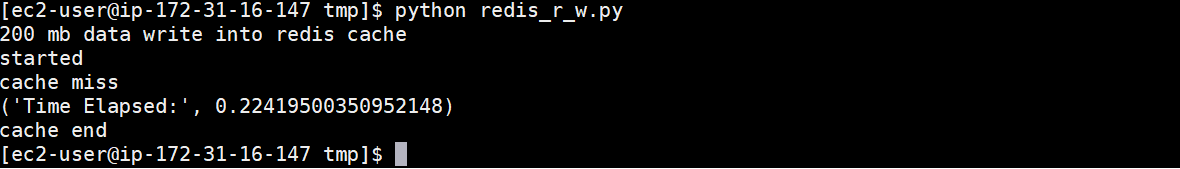 [ec2-user@ip-172-31-16-147 tmp]$ python redis_r_w.py
200 mb data write into redis cache
started
cache miss
('Time Elapsed:', 0.22419500350952148)
cache end
[ec2-user@ip-172-31-16-147 tmp]$